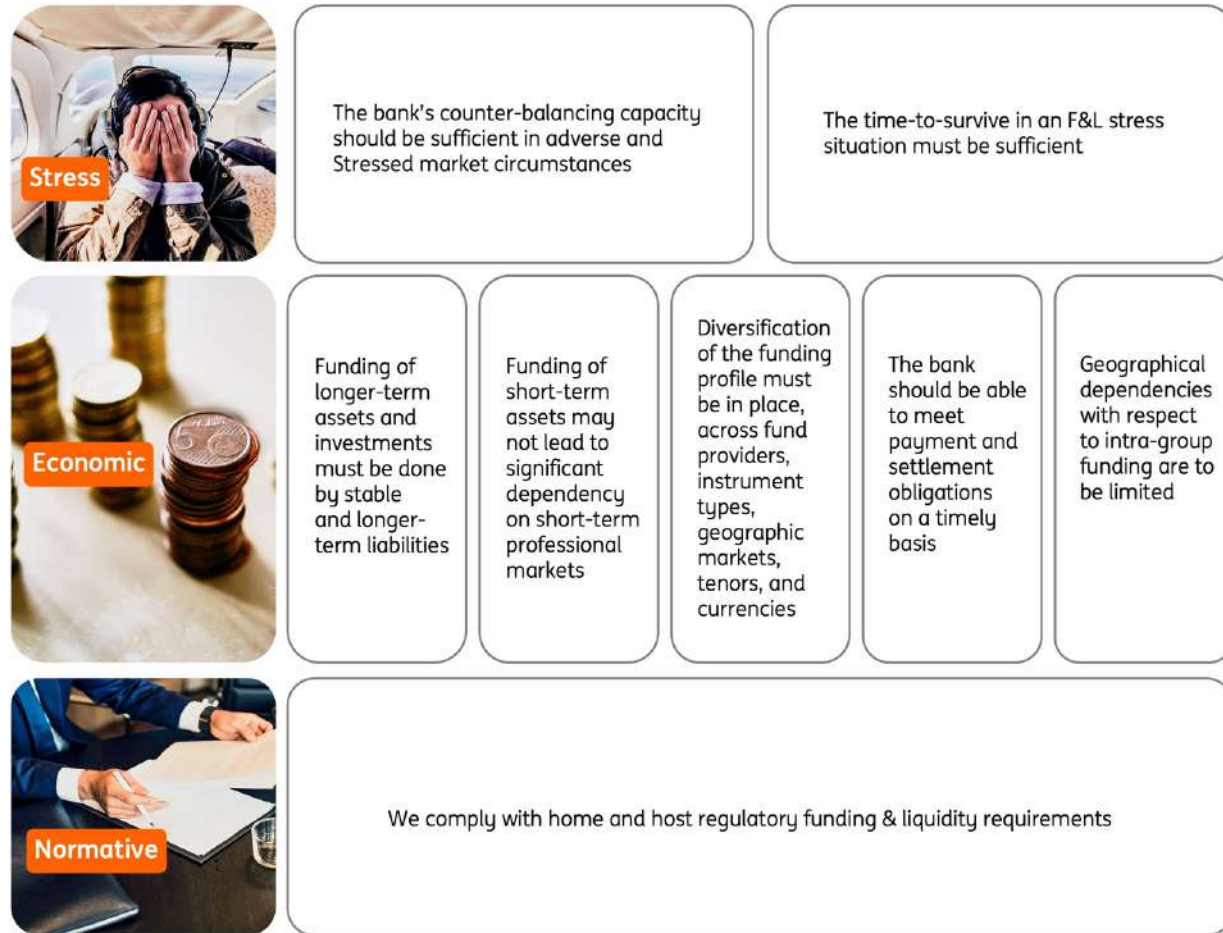 Stress
The bank's counter-balancing capacity
should be sufficient in adverse and
Stressed market circumstances
The time-to-survive in an F&L stress
situation must be sufficient
Economic
Funding of
longer-term
assets and
investments
must be done
by stable
and longer-
term liabilities
Funding of
short-term
assets may
not lead to
significant
dependency
on short-term
professional
markets
Diversification
of the funding
profile must
be in place,
across fund
providers,
instrument
types,
geographic
markets,
tenors, and
currencies
The bank
should be able
to meet
payment and
settlement
obligations
on a timely
basis
Geographical
dependencies
with respect
to intra-group
funding are to
be limited
Normative
We comply with home and host regulatory funding & liquidity requirements